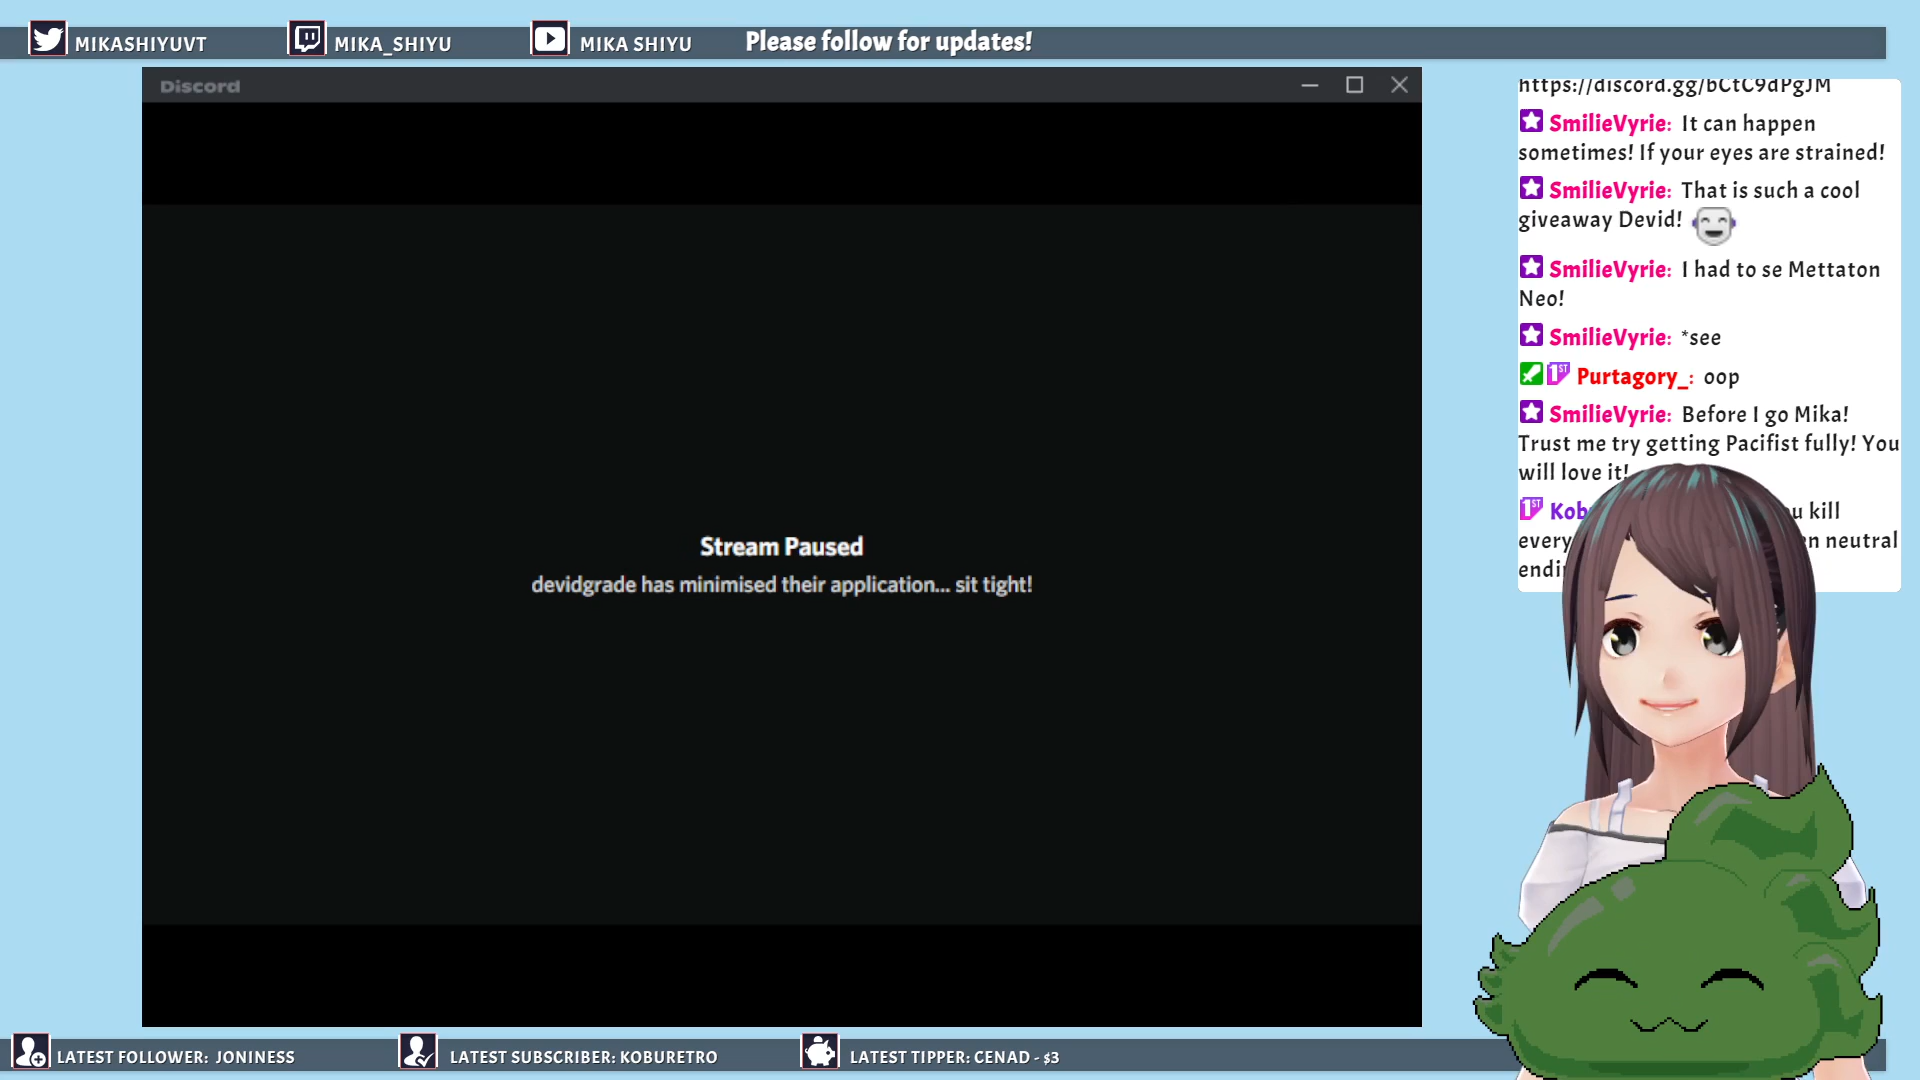 MIKASHIYUVT
MIKA_SHIYU
MIKA SHIYU
Please follow for updates!
Discord
Stream Paused
devidgrade has minimised their application... sit tight!
https://discord.gg/bCtC9dPgJM
SmilieVyrie: It can happen
sometimes! If your eyes are strained!
SmilieVyrie: That is such a cool
giveaway Devid!
SmilieVyrie: I had to se Mettaton
Neo!
SmilieVyrie: *see
1ST Purtagory_: oop
SmilieVyrie: Before I go Mika!
Trust me try getting Pacifist fully! You
will love it!
1ST kill
neutral
LATEST FOLLOWER: JONINESS
LATEST SUBSCRIBER: KOBURETRO
LATEST TIPPER: CENAD - $3